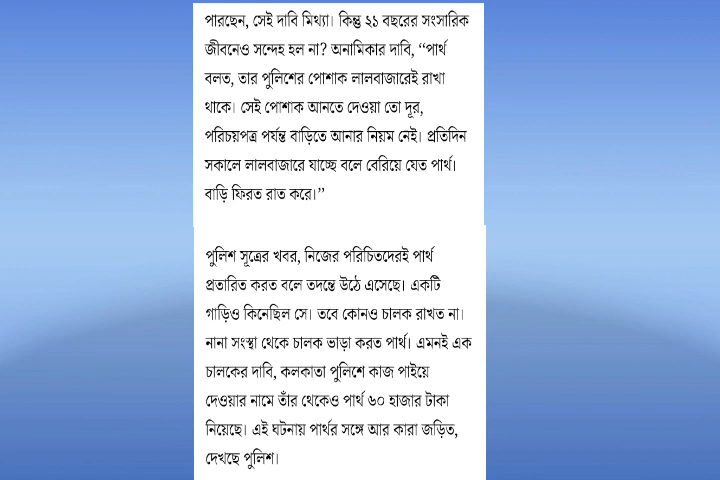 পারছেন, সেই দাবি মিথ্যা। কিন্তু ২১ বছরের সংসারিক
জীবনেও সন্দেহ হল না? অনামিকার দাবি, ‘‘পার্থ
বলত, তার পুলিশের পোশাক লালবাজারেই রাখা
থাকে। সেই পোশাক আনতে দেওয়া তো দূর,
পরিচয়পত্র পর্যন্ত বাড়িতে আনার নিয়ম নেই। প্রতিদিন
সকালে লালবাজারে যাচ্ছে বলে বেরিয়ে যেত পার্থ।
বাড়ি ফিরত রাত করে।’’
পুলিশ সূত্রের খবর, নিজের পরিচিতদেরই পার্থ
প্রতারিত করত বলে তদন্তে উঠে এসেছে। একটি
গাড়িও কিনেছিল সে। তবে কোনও চালক রাখত না।
নানা সংস্থা থেকে চালক ভাড়া করত পার্থ। এমনই এক
চালকের দাবি, কলকাতা পুলিশে কাজ পাইয়ে
দেওয়ার নামে তাঁর থেকেও পার্থ ৬০ হাজার টাকা
নিয়েছে। এই ঘটনায় পার্থর সঙ্গে আর কারা জড়িত,
দেখছে পুলিশ।